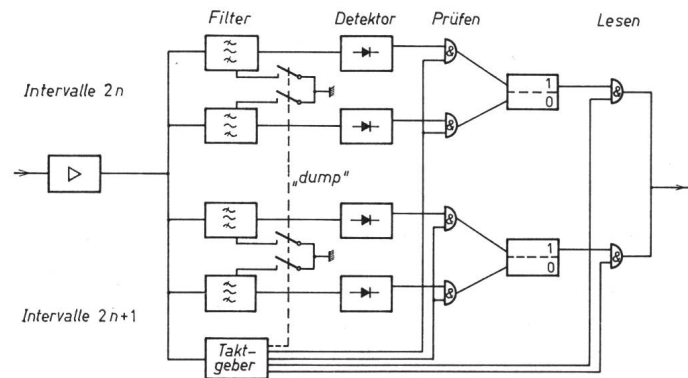 Filter Detektor Prüfen Lesen
Intervalle 2n
&
&
1
0
&
„dump"
&
&
1
0
&
Intervalle 2n+1
Takt-
geber